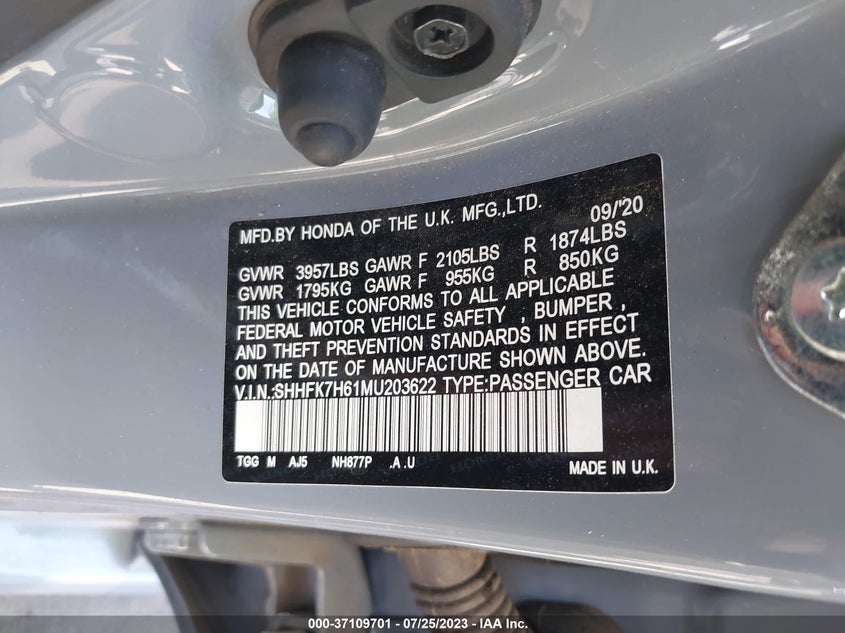 MFD.BY HONDA OF THE U.K. MFG.,LTD. 09/'20
GVWR 3957LBS GAWR F 2105LBS R 1874LBS
GVWR 1795KG GAWR F 955KG R 850KG
THIS VEHICLE CONFORMS TO ALL APPLICABLE
FEDERAL MOTOR VEHICLE SAFETY , BUMPER ,
AND THEFT PREVENTION STANDARDS IN EFFECT
ON THE DATE OF MANUFACTURE SHOWN ABOVE.
V.I.N.:SHHFK7H61MU203622 TYPE:PASSENGER CAR
TGG M AJ5 NH877P .A .U
MADE IN U.K.
000-37109701 - 07/25/2023 - IAA Inc.